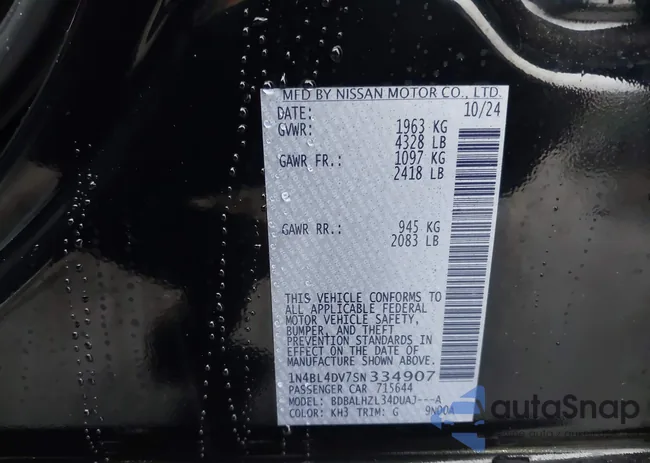 MFD BY NISSAN MOTOR CO., LTD.
DATE: 10/24
GVWR: 1963 KG
4328 LB
GAWR FR.: 1097 KG
2418 LB
GAWR RR.: 945 KG
2083 LB
THIS VEHICLE CONFORMS TO
ALL APPLICABLE FEDERAL
MOTOR VEHICLE SAFETY,
BUMPER, AND THEFT
PREVENTION STANDARDS IN
EFFECT ON THE DATE OF
MANUFACTURE SHOWN ABOVE.
1N4BL4DV7SN334907
PASSENGER CAR 715644
MODEL: BDBALHZL34DUAJ---A
COLOR: KH3 TRIM: G 9N00A
autoSnap